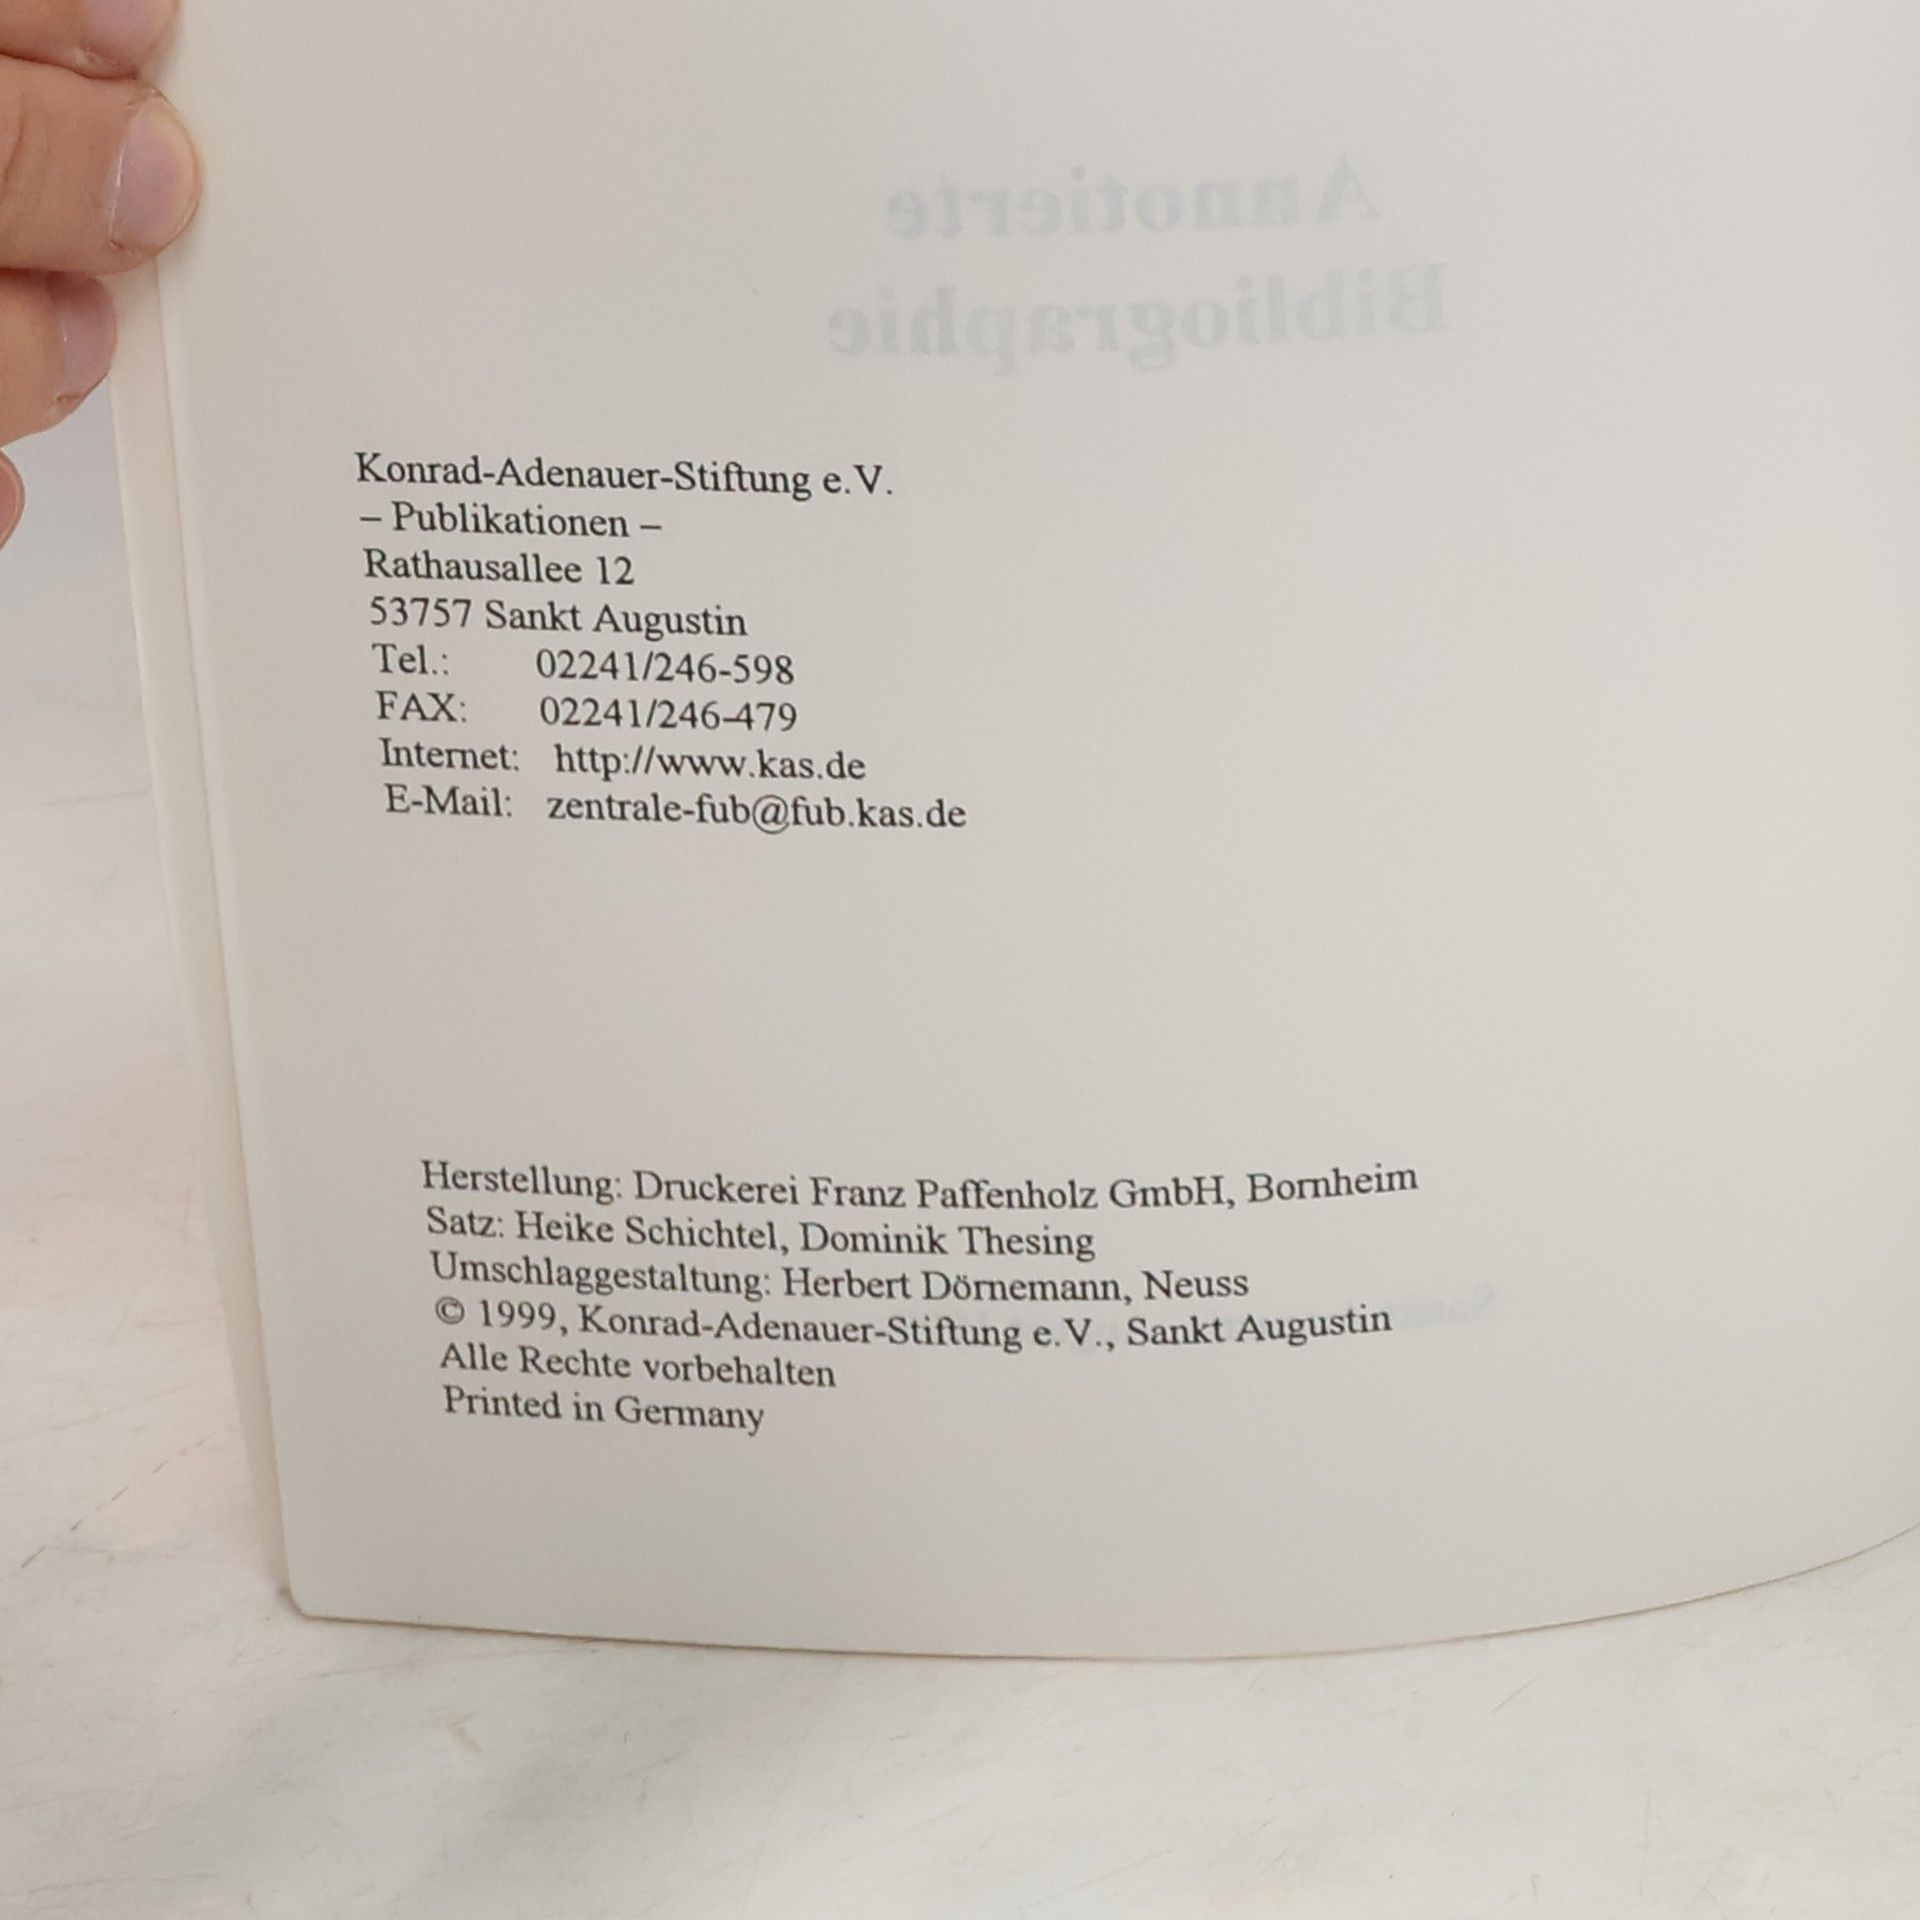 Annotierte
Bibliographie
Konrad-Adenauer-Stiftung e.V.
– Publikationen –
Rathausallee 12
53757 Sankt Augustin
Tel.: 02241/246-598
FAX: 02241/246-479
Internet: http://www.kas.de
E-Mail: zentrale-fub@fub.kas.de
Herstellung: Druckerei Franz Paffenholz GmbH, Bornheim
Satz: Heike Schichtel, Dominik Thesing
Umschlaggestaltung: Herbert Dörnemann, Neuss
© 1999, Konrad-Adenauer-Stiftung e.V., Sankt Augustin
Alle Rechte vorbehalten
Printed in Germany